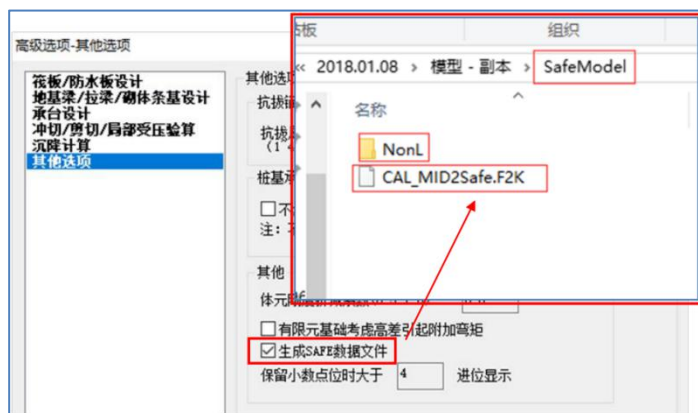 贴板
组织
高级选项-其他选项
« 2018.01.08 › 模型 - 副本 › SafeModel
筏板/防水板设计
地基梁/拉梁/砌体条基设计
承台设计
冲切/剪切/局部受压验算
沉降计算
其他选项
其他选
抗拔
抗拔
(1
名称
NonL
CAL_MID2Safe.F2K
桩基承
不
注:
其他
体元
有限元基础考虑高差引起附加弯矩
生成SAFE数据文件
保留小数点位时大于 4 进位显示